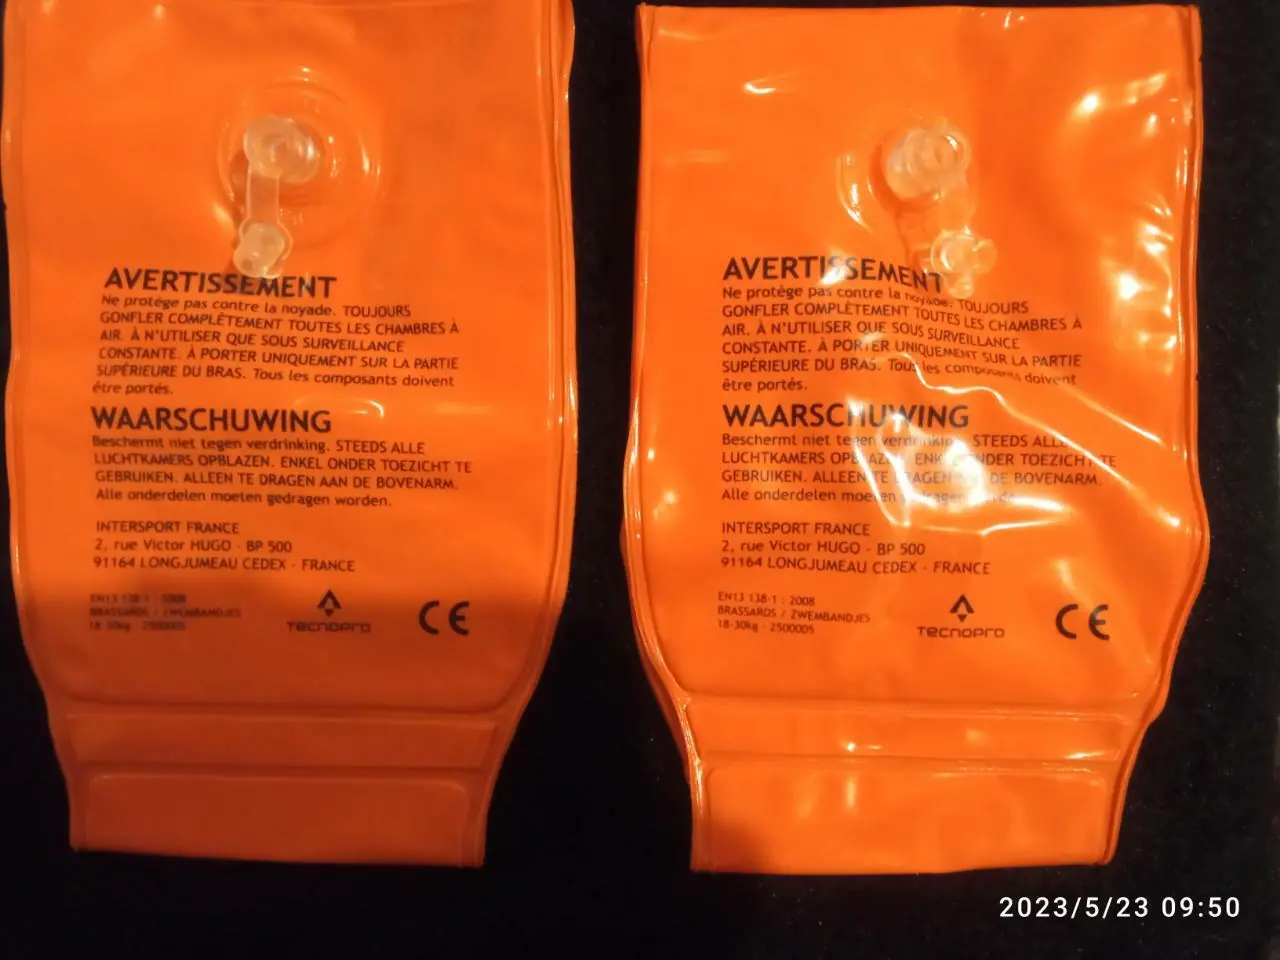 AVERTISSEMENT
Ne protège pas contre la noyade. TOUJOURS
GONFLER COMPLÈTEMENT TOUTES LES CHAMBRES À
AIR. À N'UTILISER QUE SOUS SURVEILLANCE
CONSTANTE. À PORTER UNIQUEMENT SUR LA PARTIE
SUPÉRIEURE DU BRAS. Tous les composants doivent
être portés.
WAARSCHUWING
Beschermt niet tegen verdrinking. STEEDS ALLE
LUCHTKAMERS OPBLAZEN. ENKEL ONDER TOEZICHT TE
GEBRUIKEN. ALLEEN TE DRAGEN AAN DE BOVENARM.
Alle onderdelen moeten gedragen worden.
INTERSPORT FRANCE
2, rue Victor HUGO - BP 500
91164 LONGJUMEAU CEDEX - FRANCE
EN13 138-1 : 2008
BRASSARDS / ZWEMBANDJES
18-30kg - 2500005
TECNOPRO
CE
AVERTISSEMENT
Ne protège pas contre la noyade. TOUJOURS
GONFLER COMPLÈTEMENT TOUTES LES CHAMBRES À
AIR. À N'UTILISER QUE SOUS SURVEILLANCE
CONSTANTE. À PORTER UNIQUEMENT SUR LA PARTIE
SUPÉRIEURE DU BRAS. Tous les composants doivent
être portés.
WAARSCHUWING
Beschermt niet tegen verdrinking. STEEDS ALLE
LUCHTKAMERS OPBLAZEN. ENKEL ONDER TOEZICHT TE
GEBRUIKEN. ALLEEN TE DRAGEN AAN DE BOVENARM.
Alle onderdelen moeten gedragen
INTERSPORT FRANCE
2, rue Victor HUGO - BP 500
91164 LONGJUMEAU CEDEX - FRANCE
EN13 138-1 : 2008
BRASSARDS / ZWEMBANDJES
18-30kg - 2500005
TECNOPRO
CE
2023/5/23 09:50